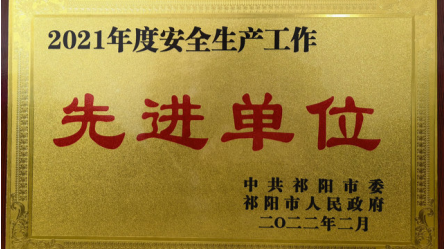 2021年度安全生产工作
先进单位
中共祁阳市委
祁阳市人民政府
二〇二二年二月